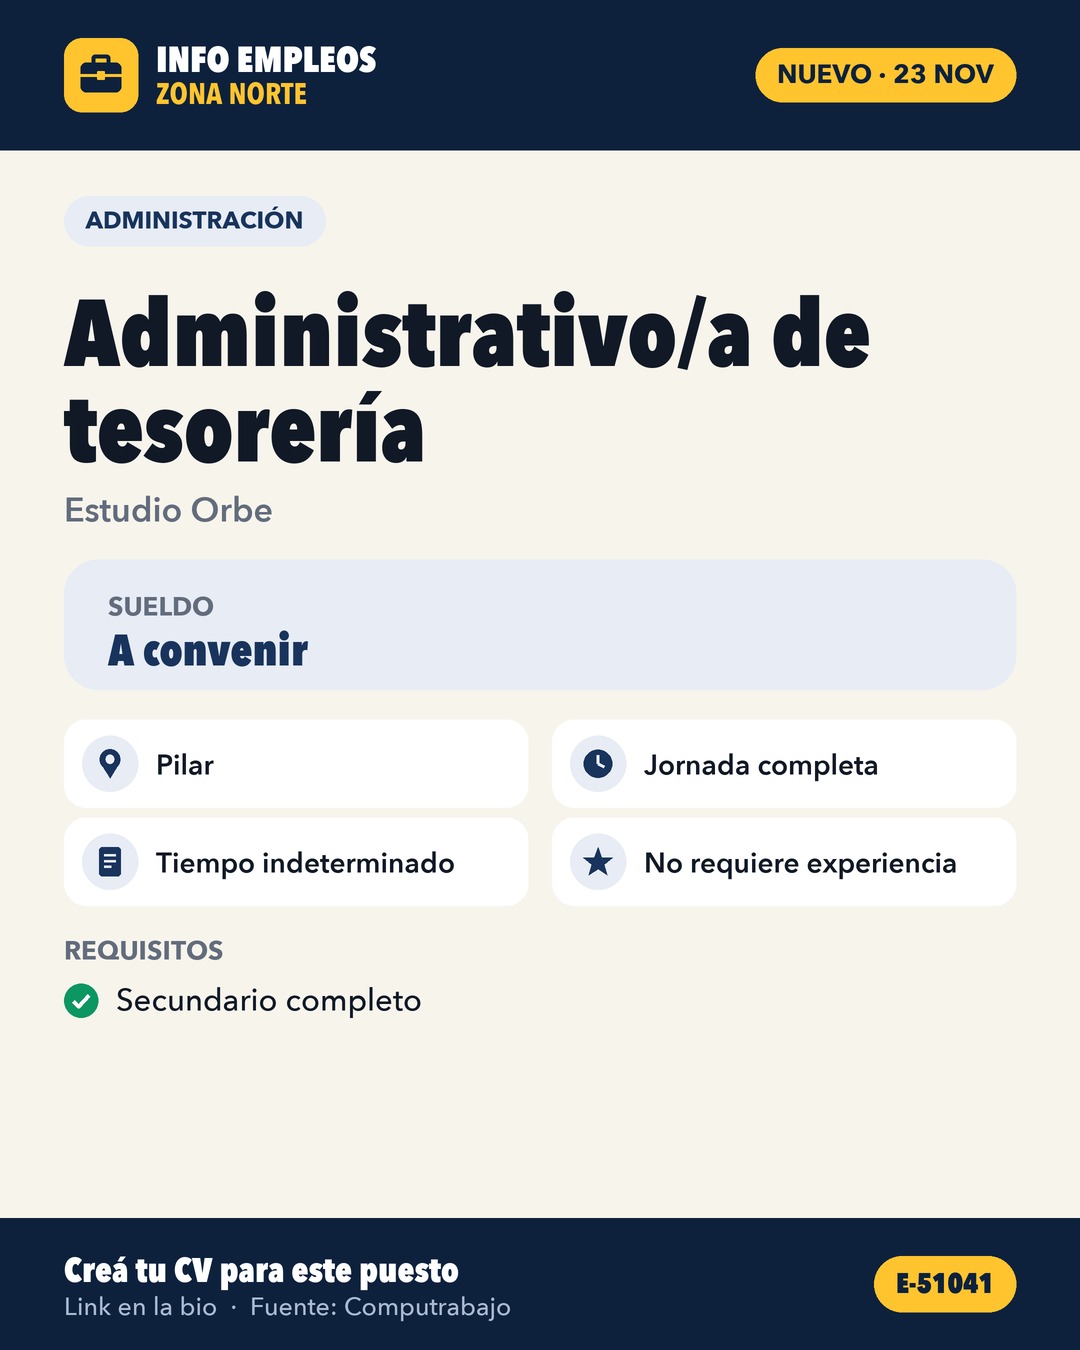 INFO EMPLEOS
ZONA NORTE
NUEVO · 23 NOV
ADMINISTRACIÓN
Administrativo/a de
tesorería
Estudio Orbe
SUELDO
A convenir
Pilar
Jornada completa
Tiempo indeterminado
No requiere experiencia
REQUISITOS
Secundario completo
Creá tu CV para este puesto
Link en la bio · Fuente: Computrabajo
E-51041